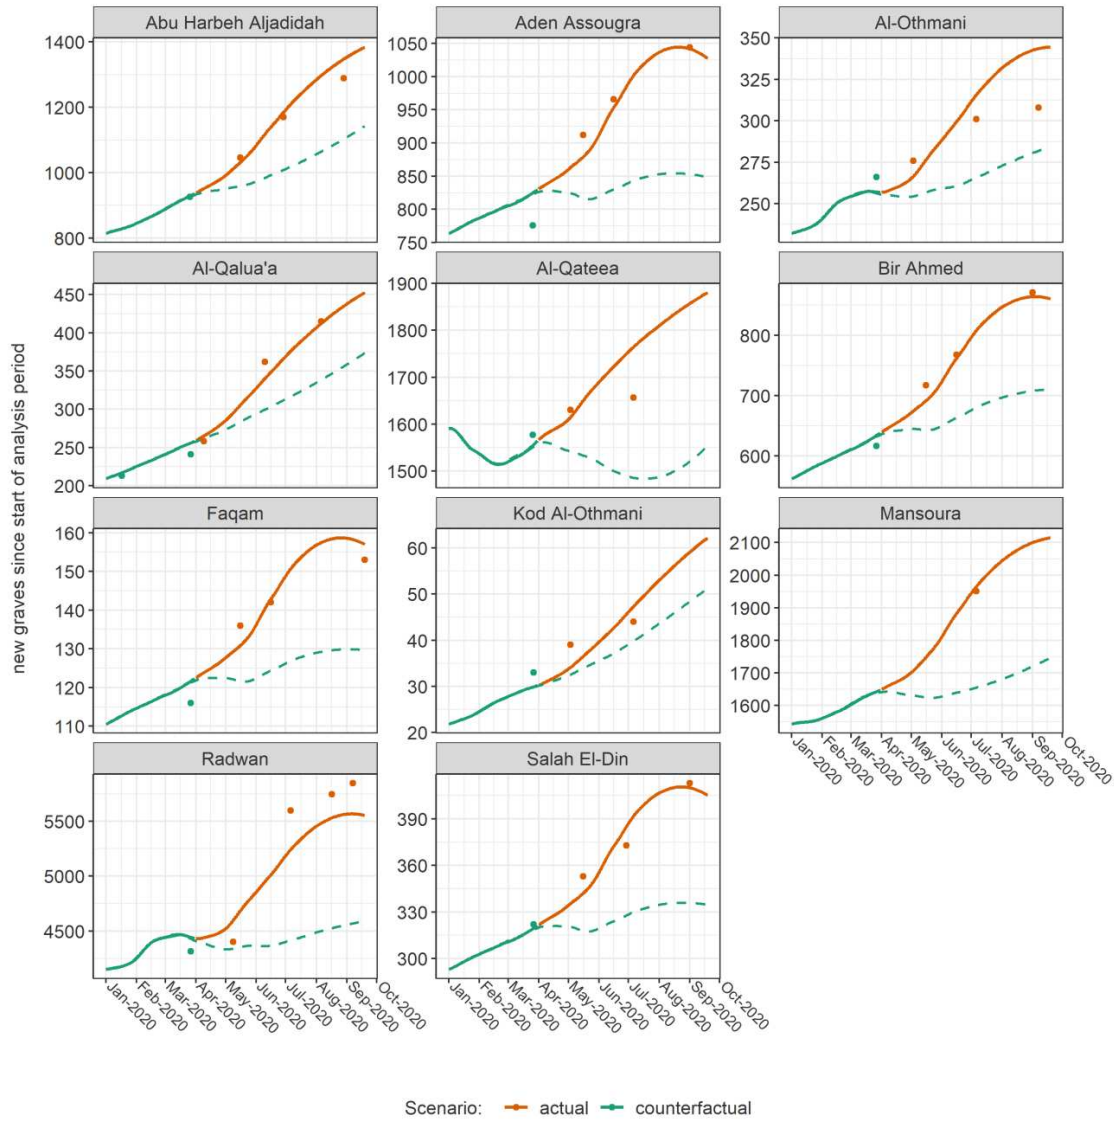 Abu Harbeh Aljadidah
Aden Assougra
Al-Othmani
1400
1200
1000
800
1050
1000
950
900
850
800
750
350
325
300
275
250
Al-Qalua'a
Al-Qateea
Bir Ahmed
450
400
350
300
250
200
1900
1800
1700
1600
1500
800
700
600
Faqam
Kod Al-Othmani
Mansoura
160
150
140
130
120
110
60
50
40
30
20
2100
2000
1900
1800
1700
1600
Jan-2020
Feb-2020
Mar-2020
Apr-2020
May-2020
Jun-2020
Jul-2020
Aug-2020
Sep-2020
Oct-2020
Radwan
Salah El-Din
5500
5000
4500
390
360
330
300
Jan-2020
Feb-2020
Mar-2020
Apr-2020
May-2020
Jun-2020
Jul-2020
Aug-2020
Sep-2020
Oct-2020
Jan-2020
Feb-2020
Mar-2020
Apr-2020
May-2020
Jun-2020
Jul-2020
Aug-2020
Sep-2020
Oct-2020
new graves since start of analysis period
Scenario: actual counterfactual